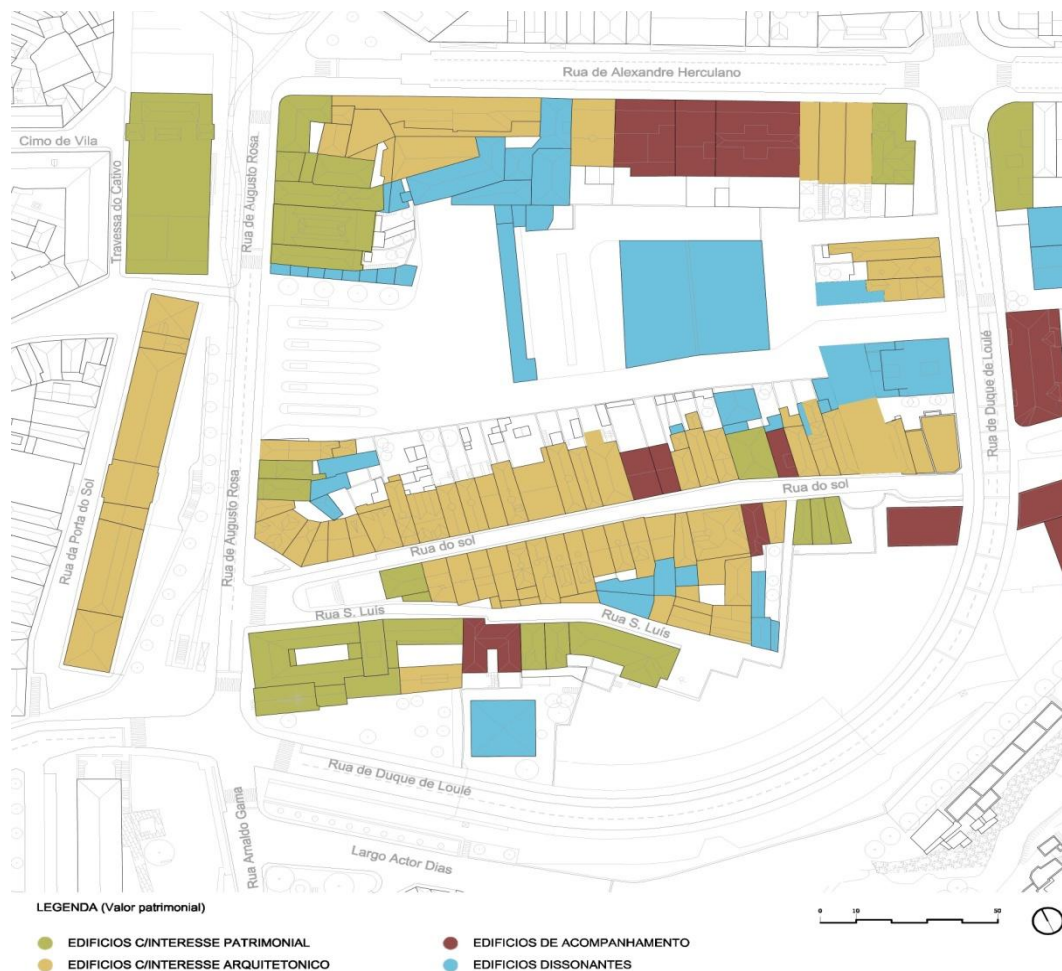 Rua de Alexandre Herculano
Cimo de Vila
Travessa do Cativo
Rua de Augusto Rosa
Rua de Duque de Loulé
Rua da Porta do Sol
Rua de Augusto Rosa
Rua do sol
Rua do sol
Rua S. Luís
Rua S. Luís
Rua de Duque de Loulé
Rua Arnaldo Gama
Largo Actor Dias
LEGENDA (Valor patrimonial)
EDIFICIOS C/INTERESSE PATRIMONIAL
EDIFICIOS C/INTERESSE ARQUITETONICO
EDIFICIOS DE ACOMPANHAMENTO
EDIFICIOS DISSONANTES
0 10 50